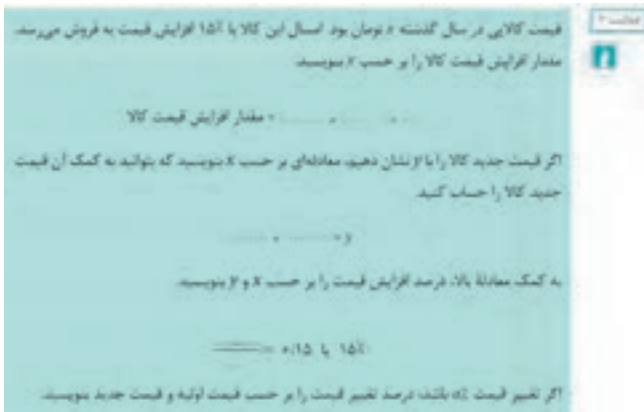 فعالیت ۲
قیمت کالایی در سال گذشته x تومان بود. امسال این کالا با ۱۵٪ افزایش قیمت به فروش می‌رسد.
مقدار افزایش قیمت کالا را بر حسب x بنویسید.
............ × ............ = مقدار افزایش قیمت کالا
اگر قیمت جدید کالا را با y نشان دهیم، معادله‌ای بر حسب x بنویسید که بتوانید به کمک آن قیمت
جدید کالا را حساب کنید.
y = ............ + ............
به کمک معادلهٔ بالا، درصد افزایش قیمت را بر حسب x و y بنویسید.
۱۵٪ یا ۰/۱۵ =
اگر تغییر قیمت a٪ باشد، درصد تغییر قیمت را بر حسب قیمت اولیه و قیمت جدید بنویسید.